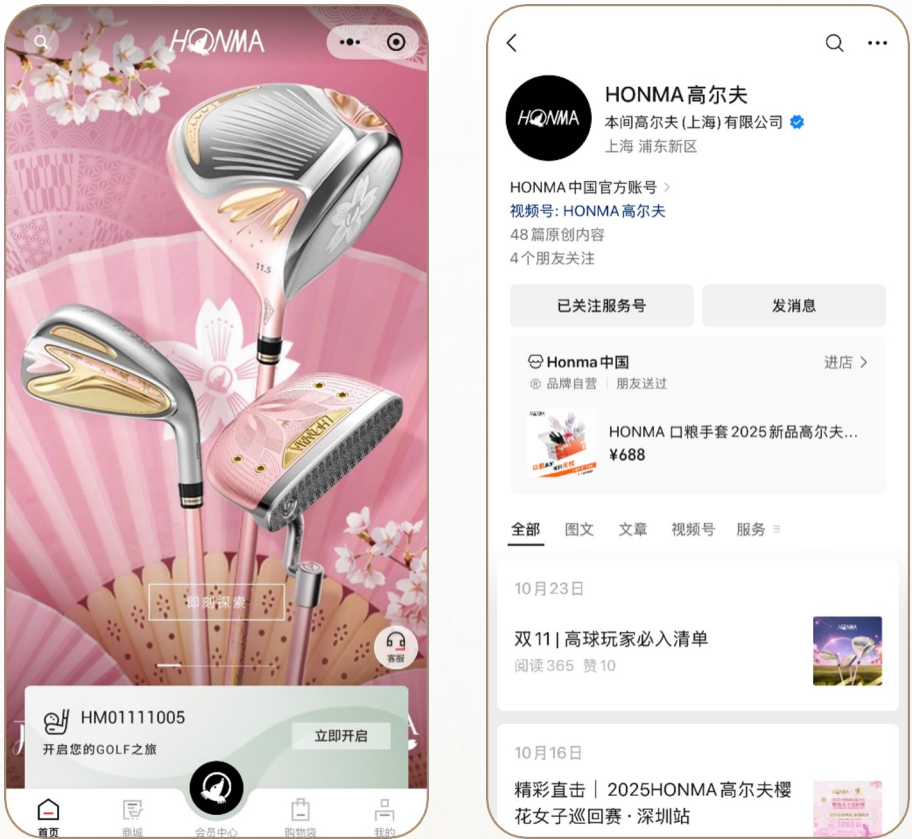 HONMA
11.5
HONMA
即刻探索
客服
HM01111005
开启您的GOLF之旅
立即开启
首页
商城
会员中心
购物袋
我的
HONMA
HONMA高尔夫
本间高尔夫(上海)有限公司
上海 浦东新区
HONMA中国官方账号
视频号: HONMA高尔夫
48篇原创内容
4个朋友关注
已关注服务号
发消息
Honma中国
进店
品牌自营 | 朋友送过
HONMA 口粮手套2025新品高尔夫...
¥688
全部
图文
文章
视频号
服务
10月23日
双11 | 高球玩家必入清单
阅读365 赞10
10月16日
精彩直击 | 2025HONMA高尔夫樱
花女子巡回赛·深圳站